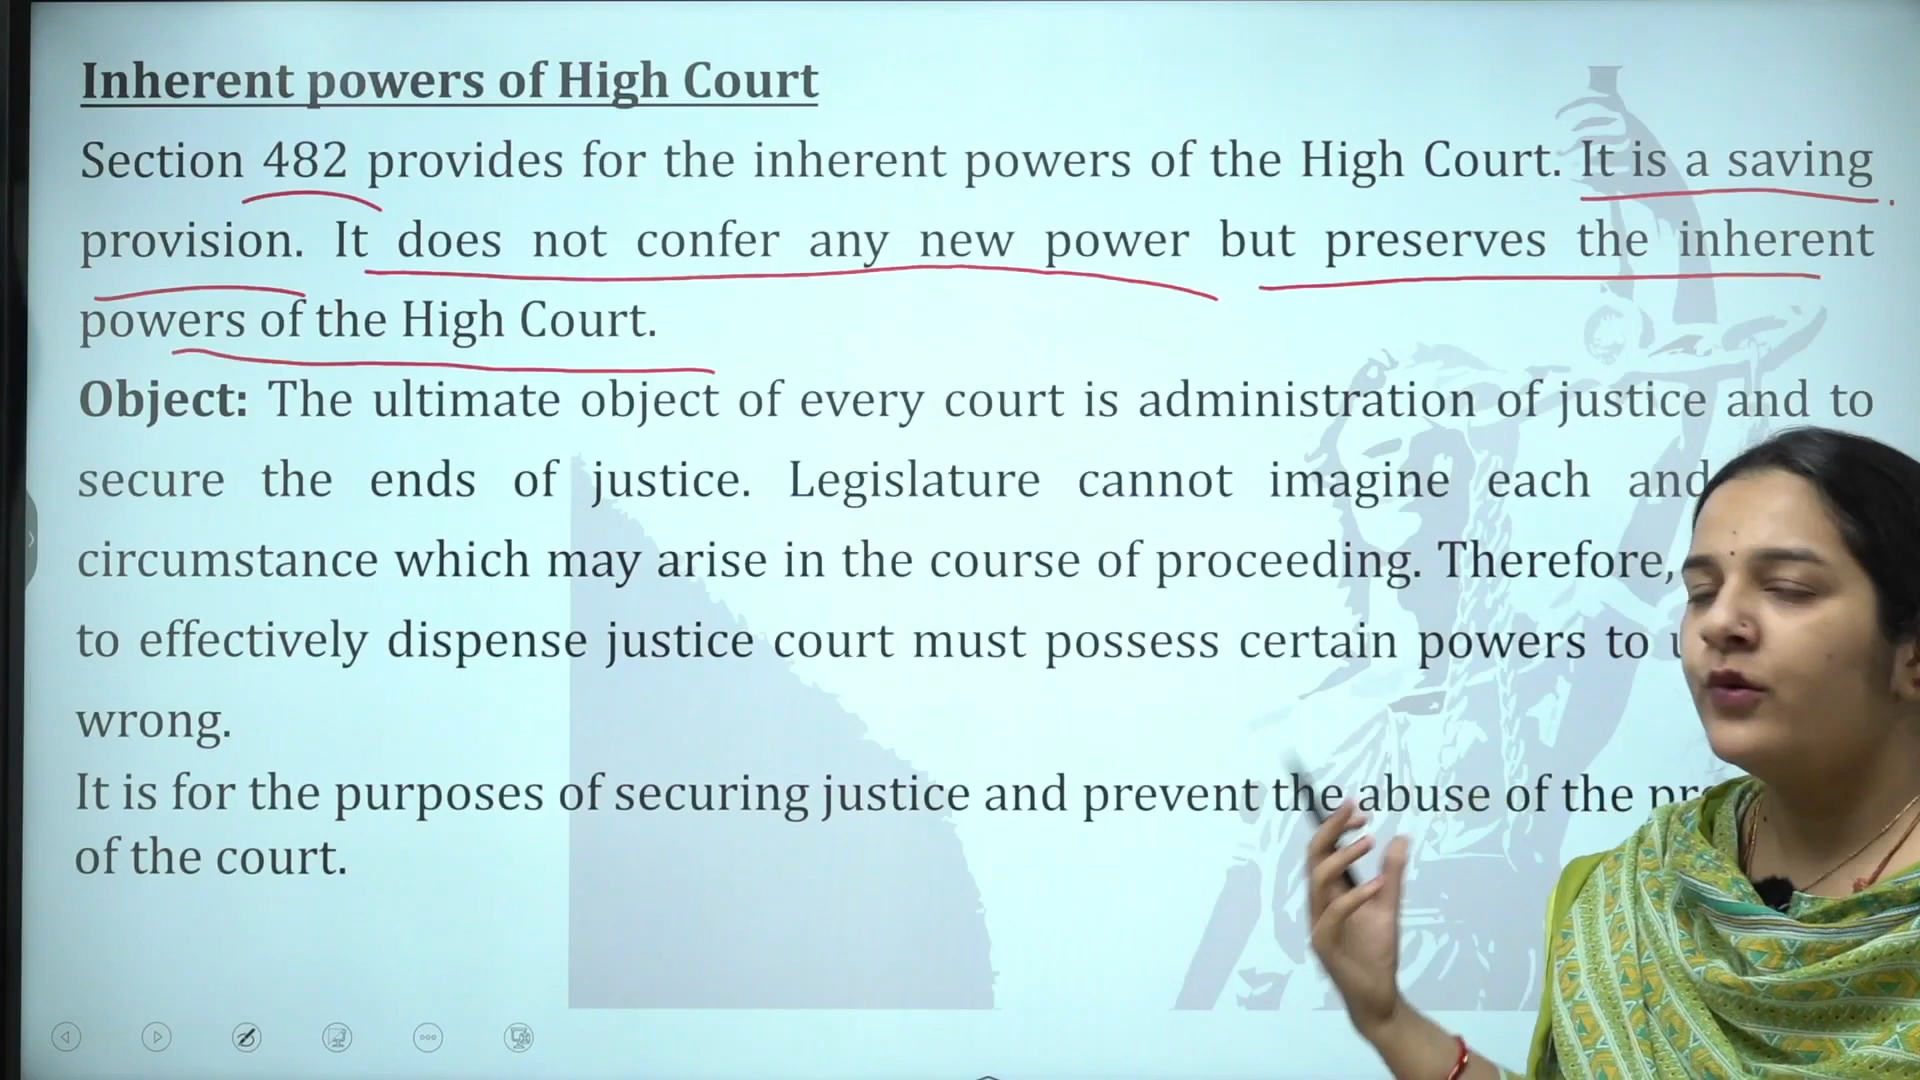 Inherent powers of High Court
Section 482 provides for the inherent powers of the High Court. It is a saving
provision. It does not confer any new power but preserves the inherent
powers of the High Court.
Object: The ultimate object of every court is administration of justice and to
secure the ends of justice. Legislature cannot imagine each and
circumstance which may arise in the course of proceeding. Therefore,
to effectively dispense justice court must possess certain powers to
wrong.
It is for the purposes of securing justice and prevent the abuse of the
of the court.